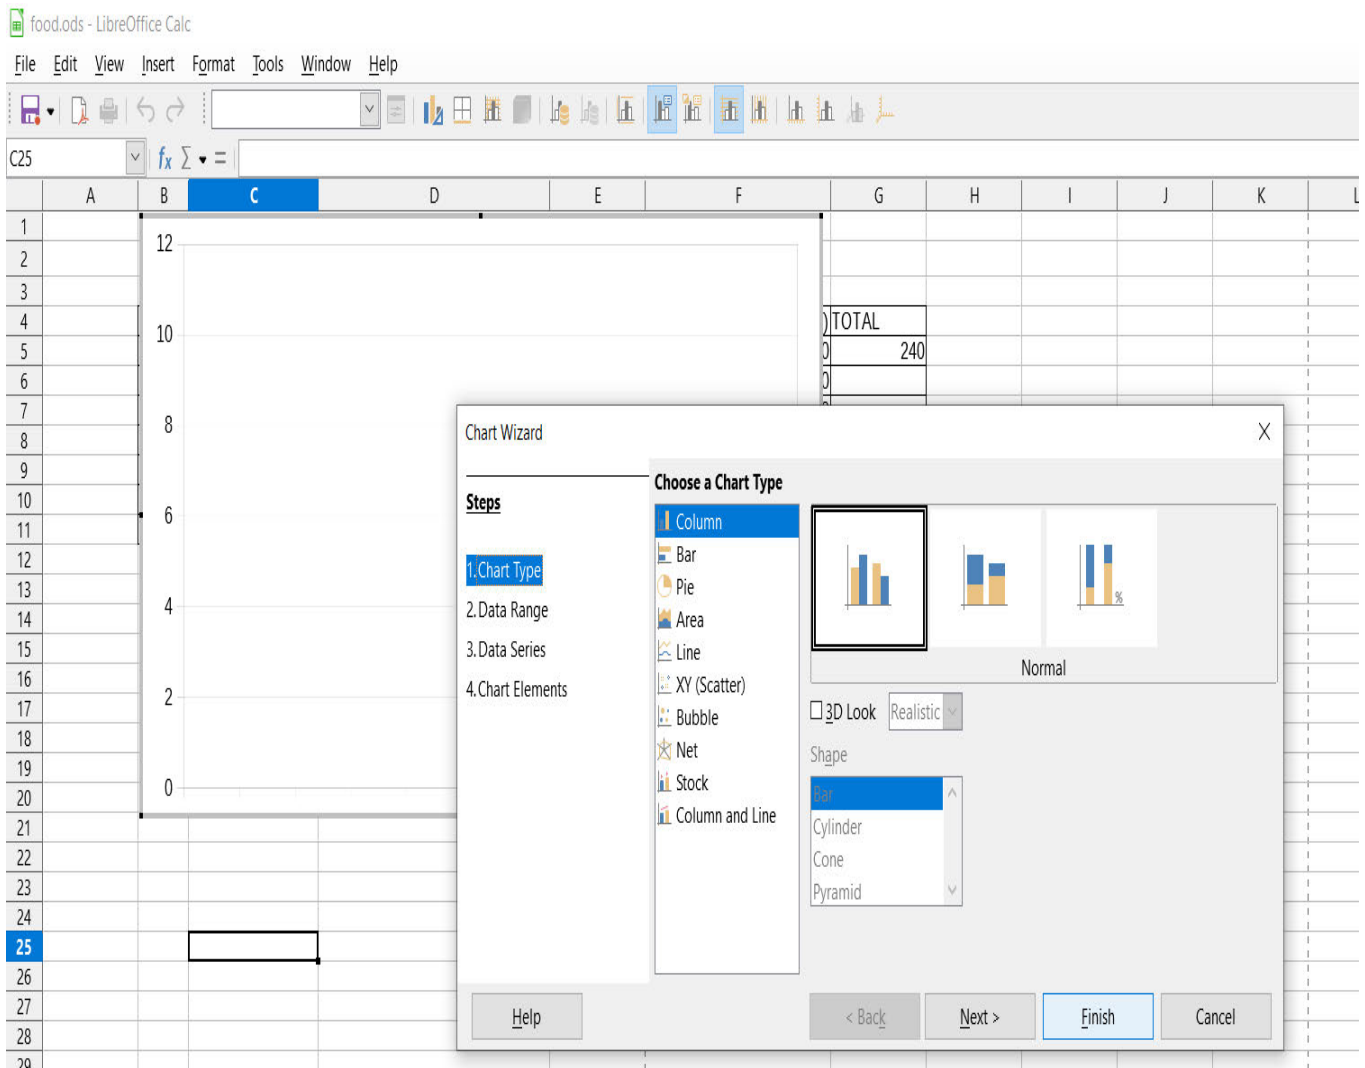 food.ods - LibreOffice Calc
File Edit View Insert Format Tools Window Help
C25 fx Σ =
A B C D E F G H I J K L
1
2
3
4 ) TOTAL
5 0 240
6 0
7
8
9
10
11
12
13
14
15
16
17
18
19
20
21
22
23
24
25
26
27
28
29
12
10
8
6
4
2
0
Chart Wizard X
Steps
1.Chart Type
2.Data Range
3.Data Series
4.Chart Elements
Choose a Chart Type
Column
Bar
Pie
Area
Line
XY (Scatter)
Bubble
Net
Stock
Column and Line
%
Normal
3D Look Realistic
Shape
Bar
Cylinder
Cone
Pyramid
Help < Back Next > Finish Cancel